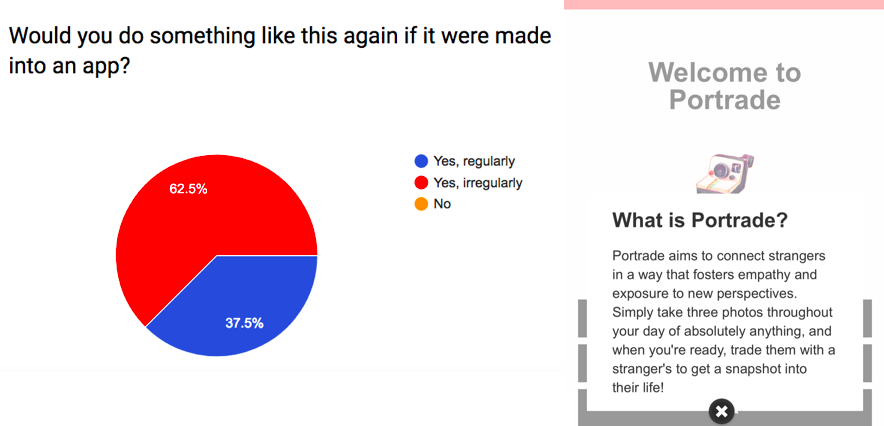 Would you do something like this again if it were made
into an app?
62.5%
37.5%
Yes, regularly
Yes, irregularly
No
Welcome to
Portrade
What is Portrade?
Portrade aims to connect strangers
in a way that fosters empathy and
exposure to new perspectives.
Simply take three photos throughout
your day of absolutely anything, and
when you're ready, trade them with a
stranger's to get a snapshot into
their life!